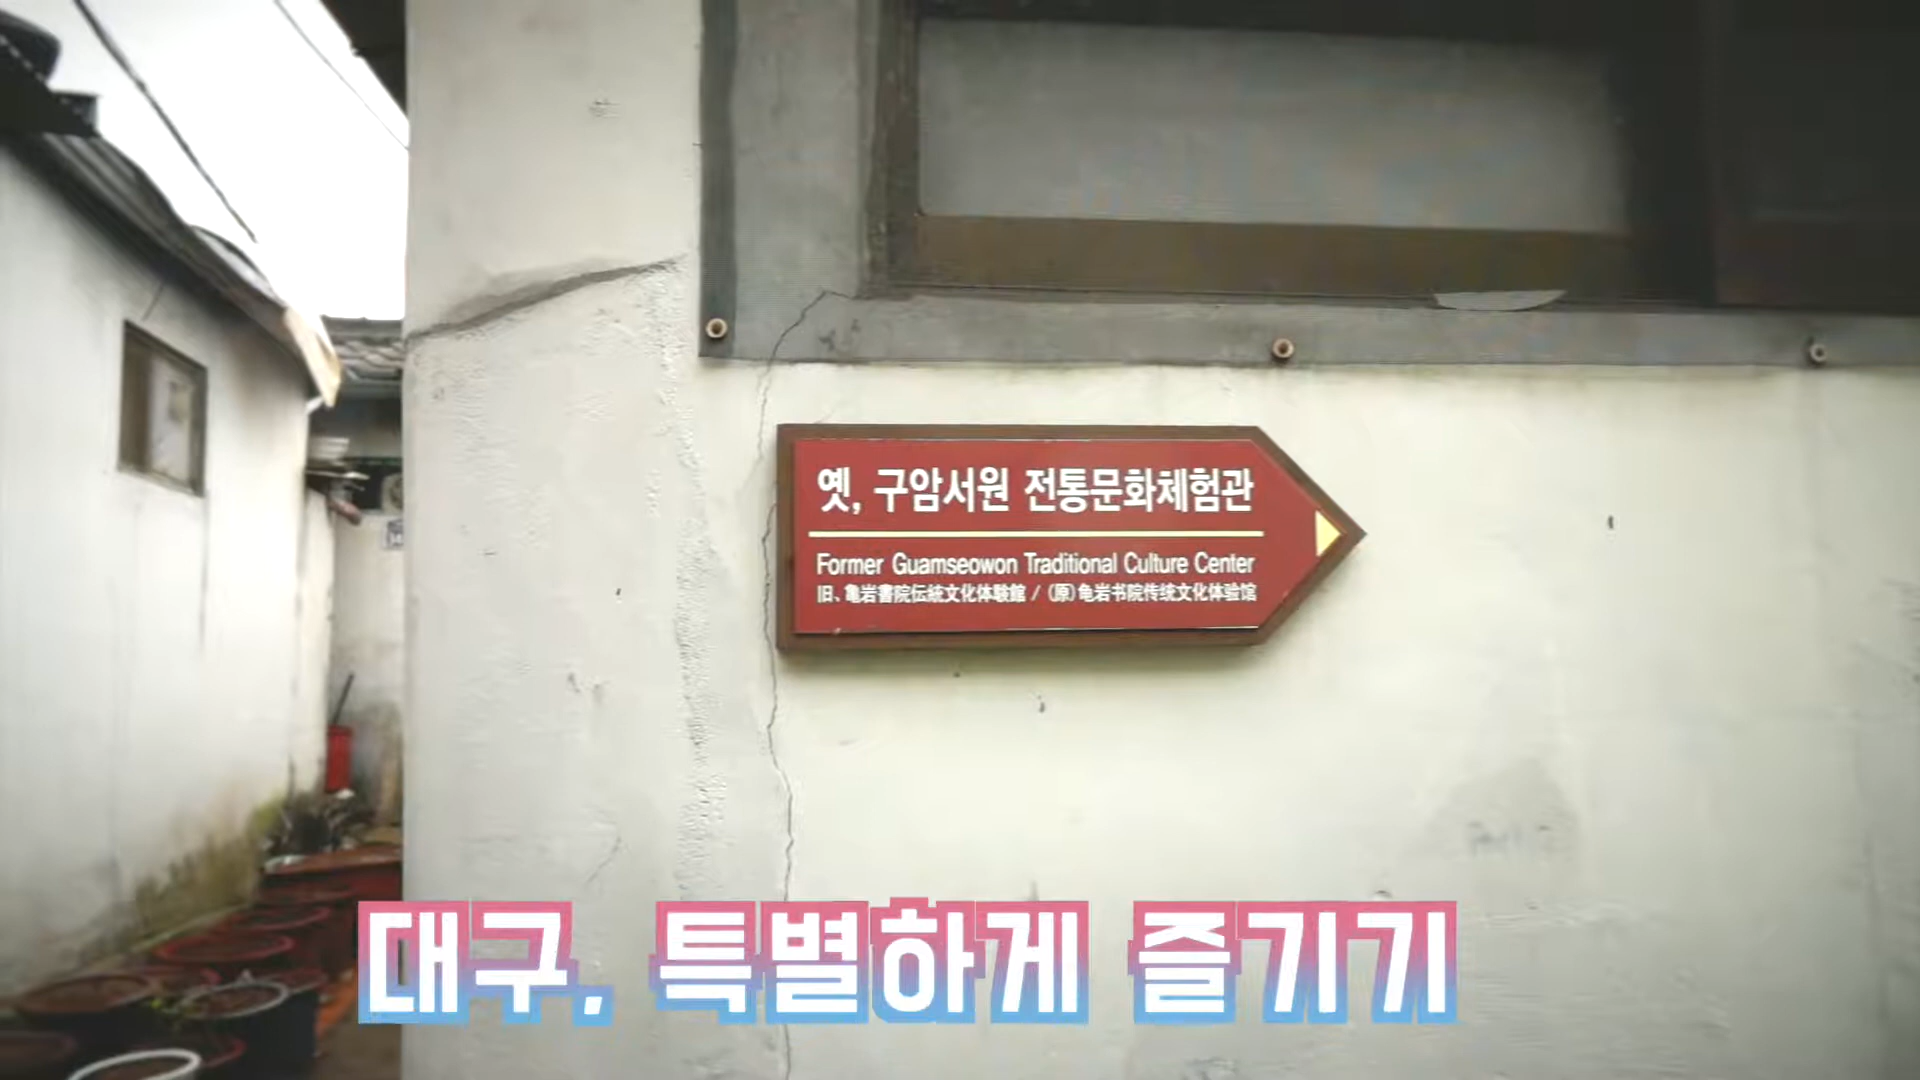 옛, 구암서원 전통문화체험관
Former Guamseowon Traditional Culture Center
旧、亀岩書院伝統文化体験館 / (原)龟岩书院传统文化体验馆
대구, 특별하게 즐기기